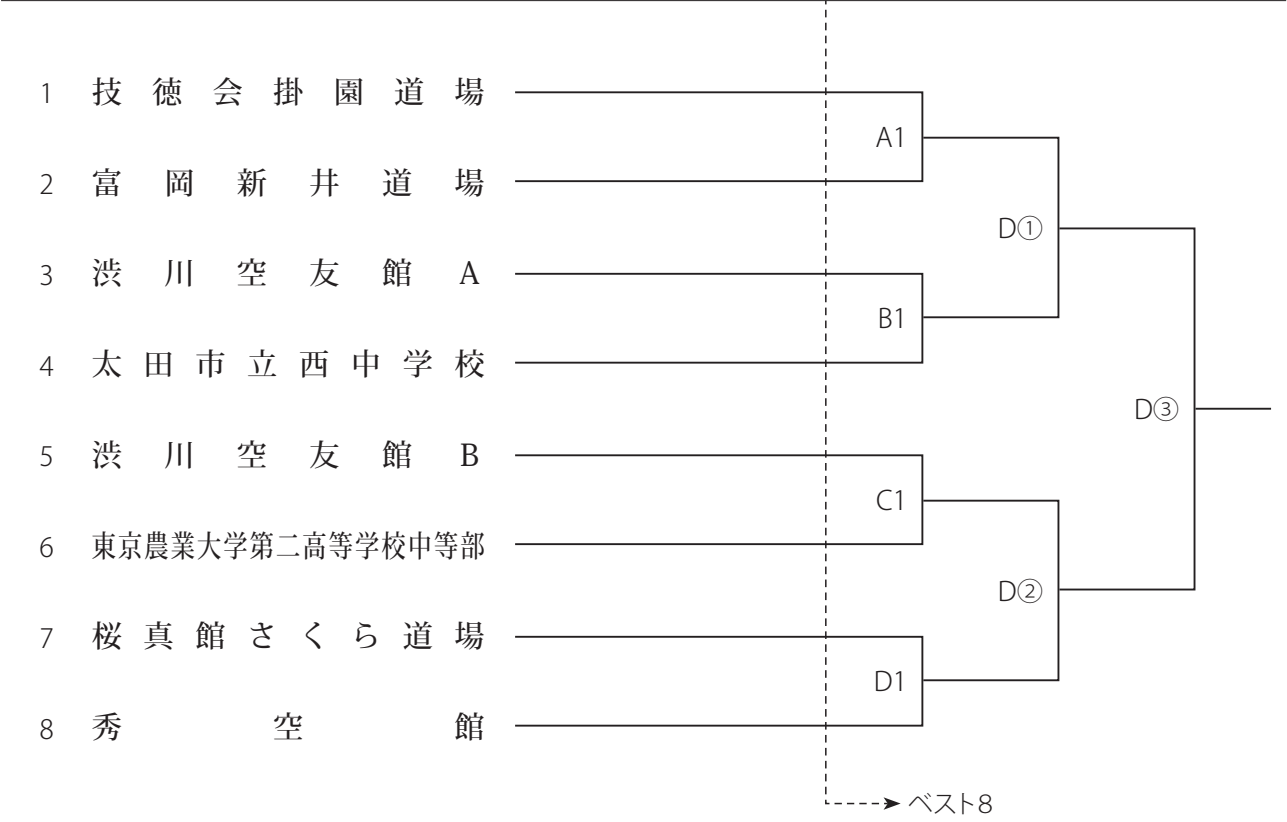 1 技徳会掛園道場
2 富岡新井道場
3 渋川空友館A
4 太田市立西中学校
5 渋川空友館B
6 東京農業大学第二高等学校中等部
7 桜真館さくら道場
8 秀空館
A1
B1
C1
D1
D①
D②
D③
ベスト8